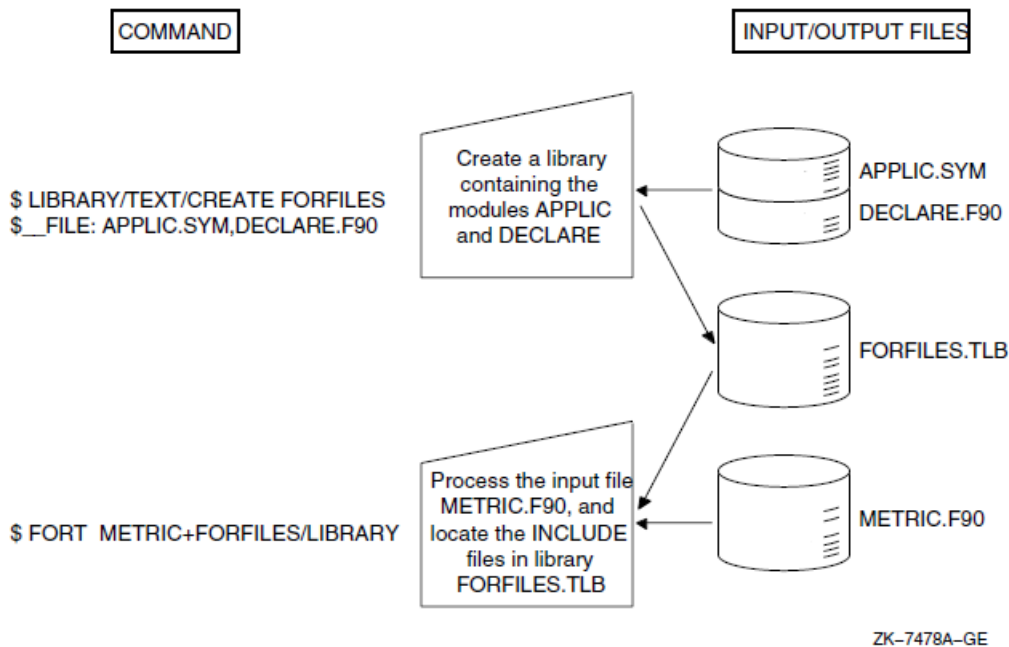 COMMAND
INPUT/OUTPUT FILES
$ LIBRARY/TEXT/CREATE FORFILES
$__FILE: APPLIC.SYM,DECLARE.F90
Create a library
containing the
modules APPLIC
and DECLARE
APPLIC.SYM
DECLARE.F90
FORFILES.TLB
$ FORT METRIC+FORFILES/LIBRARY
Process the input file
METRIC.F90, and
locate the INCLUDE
files in library
FORFILES.TLB
METRIC.F90
ZK–7478A–GE